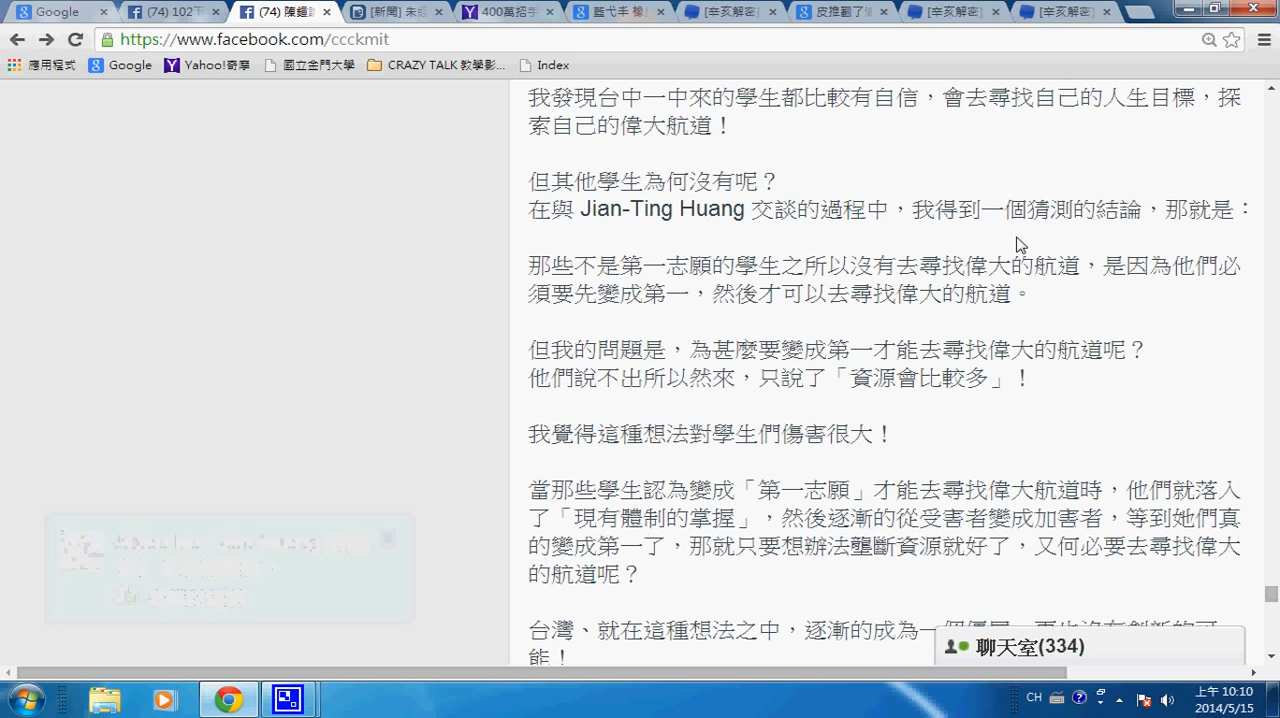 Google
(74) 102下
(74) 陳鍾
[新聞] 朱
400萬招
藍弋手 橡
[辛亥解密]
皮推翻了
[辛亥解密]
[辛亥解密]
https://www.facebook.com/ccckmit
應用程式
Google
Yahoo!奇摩
國立金門大學
CRAZY TALK 教學影...
Index
我發現台中一中來的學生都比較有自信，會去尋找自己的人生目標，探
索自己的偉大航道！
但其他學生為何沒有呢？
在與 Jian-Ting Huang 交談的過程中，我得到一個猜測的結論，那就是：
那些不是第一志願的學生之所以沒有去尋找偉大的航道，是因為他們必
須要先變成第一，然後才可以去尋找偉大的航道。
但我的問題是，為甚麼要變成第一才能去尋找偉大的航道呢？
他們說不出所以然來，只說了「資源會比較多」！
我覺得這種想法對學生們傷害很大！
當那些學生認為變成「第一志願」才能去尋找偉大航道時，他們就落入
了「現有體制的掌握」，然後逐漸的從受害者變成加害者，等到她們真
的變成第一了，那就只要想辦法壟斷資源就好了，又何必要去尋找偉大
的航道呢？
台灣、就在這種想法之中，逐漸的成為一
能！
聊天室(334)
CH
上午 10:10
2014/5/15